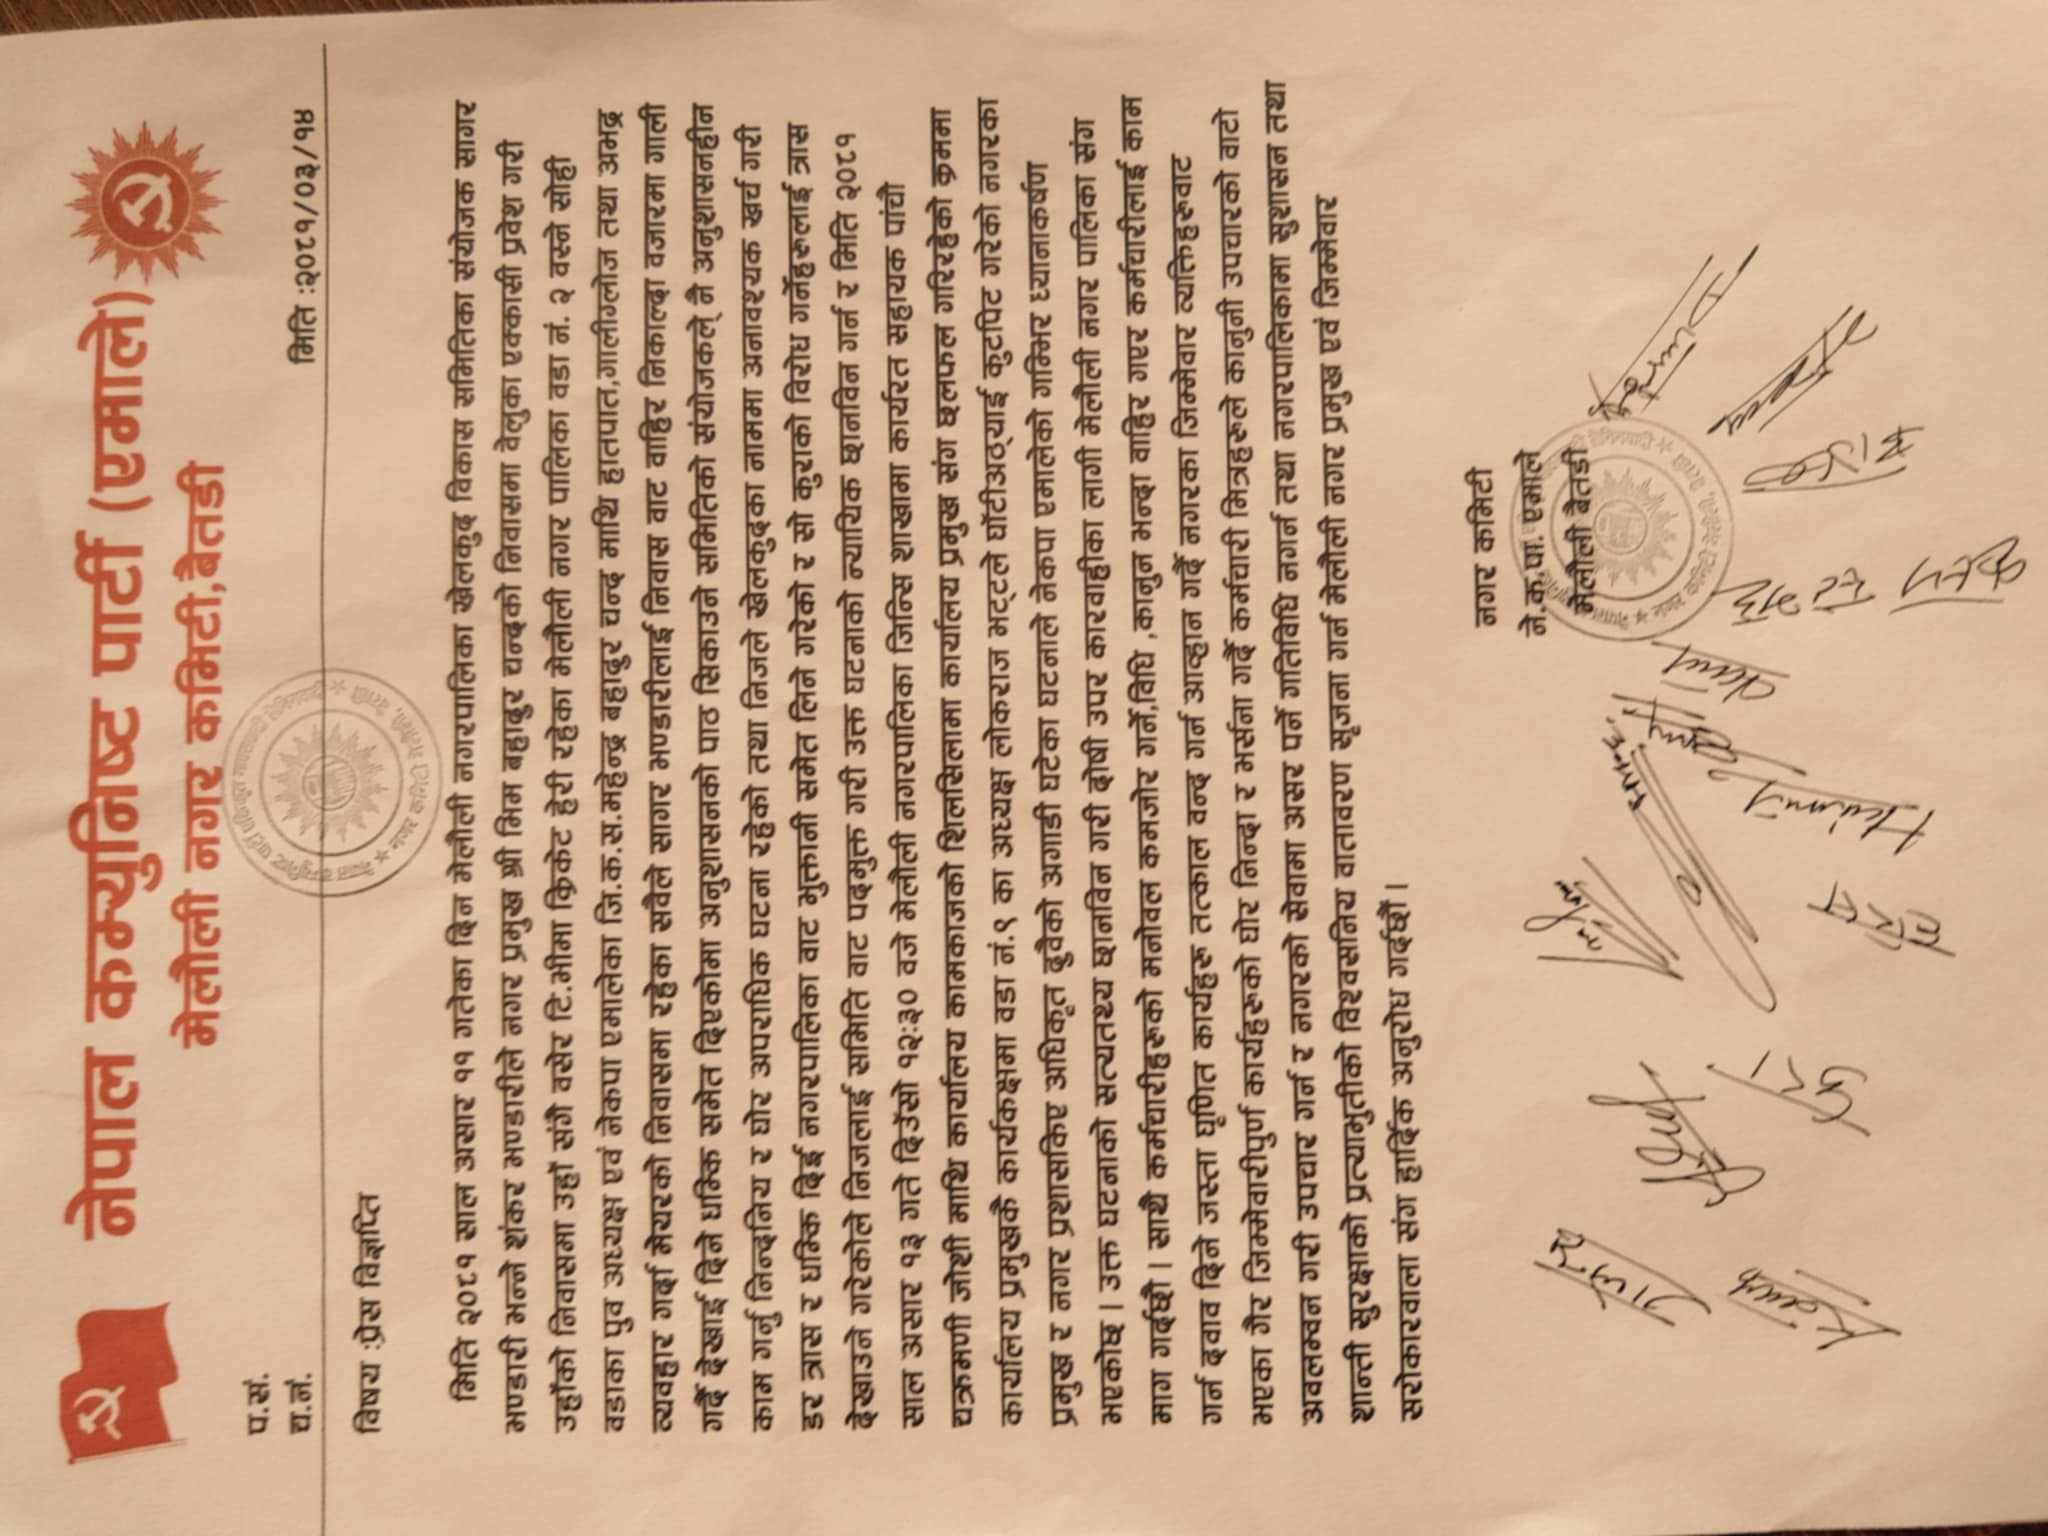 नेपाल कम्युनिष्ट पार्टी (एमाले)
मेलौली नगर कमिटी,बैतडी
प.सं.
च.नं.
मिति :२०८१/०३/१४
विषय :प्रेस विज्ञप्ति
मिति २०८१ साल असार ११ गतेका दिन मेलौली नगरपालिका खेलकुद विकास समितिका संयोजक सागर
भण्डारी भन्ने शंकर भण्डारीले नगर प्रमुख श्री भिम बहादुर चन्दको निवासमा वेलुका एक्कासी प्रवेश गरी
उहाँको निवासमा उहाँ संगै वसेर टि.भीमा क्रिकेट हेरी रहेका मेलौली नगर पालिका वडा नं. २ वस्ने सोही
वडाका पुव अध्यक्ष एवं नेकपा एमालेका जि.क.स.महेन्द्र बहादुर चन्द माथि हातपात,गालीग्लोज तथा अभद्र
व्यवहार गर्दा मेयरको निवासमा रहेका सवैले सागर भण्डारीलाई निवास वाट वाहिर निकाल्दा वजारमा गाली
गर्दै देखाई दिने धम्कि समेत दिएकोमा अनुशासनको पाठ सिकाउने समितिको संयोजकले् नै अनुशासनहीन
काम गर्नु निन्दनिय र घोर अपराधिक घटना रहेको तथा निजले खेलकुदका नाममा अनावश्यक खर्च गरी
डर त्रास र धम्कि दिई नगरपालिका वाट भुक्तानी समेत लिने गरेको र सो कुराको विरोध गर्नेहरुलाई त्रास
देखाउने गरेकोले निजलाई समिति वाट पदमुक्त गरी उक्त घटनाको न्यायिक छानविन गर्न र मिति २०८१
साल असार १३ गते दिउँसो १२:३० वजे मेलौली नगरपालिका जिन्सि शाखामा कार्यरत सहायक पांचौ
चक्रमणी जोशी माथि कार्यालय कामकाजको शिलसिलामा कार्यालय प्रमुख संग छलफल गरिरहेको क्रममा
कार्यालय प्रमुखकै कार्यकक्षमा वडा नं.९ का अध्यक्ष लोकराज भट्टले घाँटीअठ्याई कुटपिट गरेको नगरका
प्रमुख र नगर प्रशासकिए अधिकृत दुवैको अगाडी घटेका घटनाले नेकपा एमालेको गम्भिर ध्यानाकर्षण
भएकोछ । उक्त घटनाको सत्यतथ्य छानविन गरी दोषी उपर कारवाहीका लागी मेलौली नगर पालिका संग
माग गर्दछौं । साथै कर्मचारीहरुको मनोवल कमजोर गर्ने,विधि ,कानुन भन्दा वाहिर गएर कर्मचारीलाई काम
गर्न दवाव दिने जस्ता घृणित कार्यहरु तत्काल वन्द गर्न आव्हान गर्दै नगरका जिम्मेवार व्यक्तिहरुवाट
भएका गैर जिम्मेवारीपुर्ण कार्यहरुको घोर निन्दा र भर्सना गर्दै कर्मचारी मित्रहरुले कानुनी उपचारको वाटो
अवलम्वन गरी उपचार गर्न र नगरको सेवामा असर पर्ने गतिविधि नगर्न तथा नगरपालिकामा सुशासन तथा
शान्ती सुरक्षाको प्रत्याभुतीको विश्वसनिय वातावरण सृजना गर्न मेलौली नगर प्रमुख एवं जिम्मेवार
सरोकारवाला संग हार्दिक अनुरोध गर्दछौं ।
नगर कमिटी
ने.क.पा. एमाले
मेलौली बैतडी